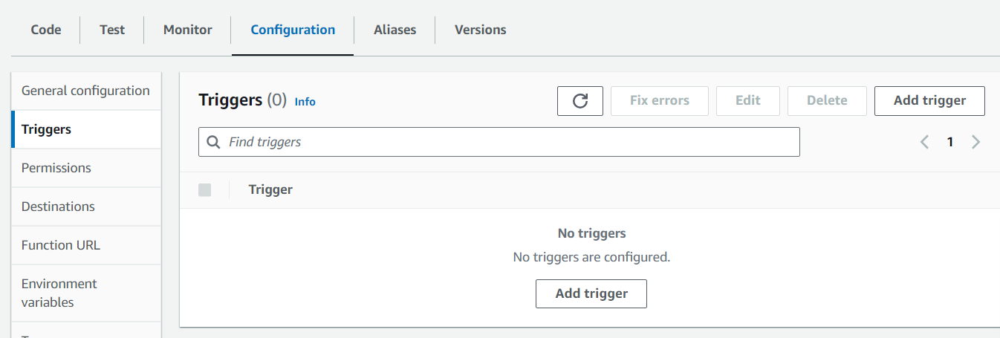 Code Test Monitor Configuration Aliases Versions
General configuration
Triggers
Permissions
Destinations
Function URL
Environment
variables
Triggers (0) Info Fix errors Edit Delete Add trigger
Find triggers 1
Trigger
No triggers
No triggers are configured.
Add trigger